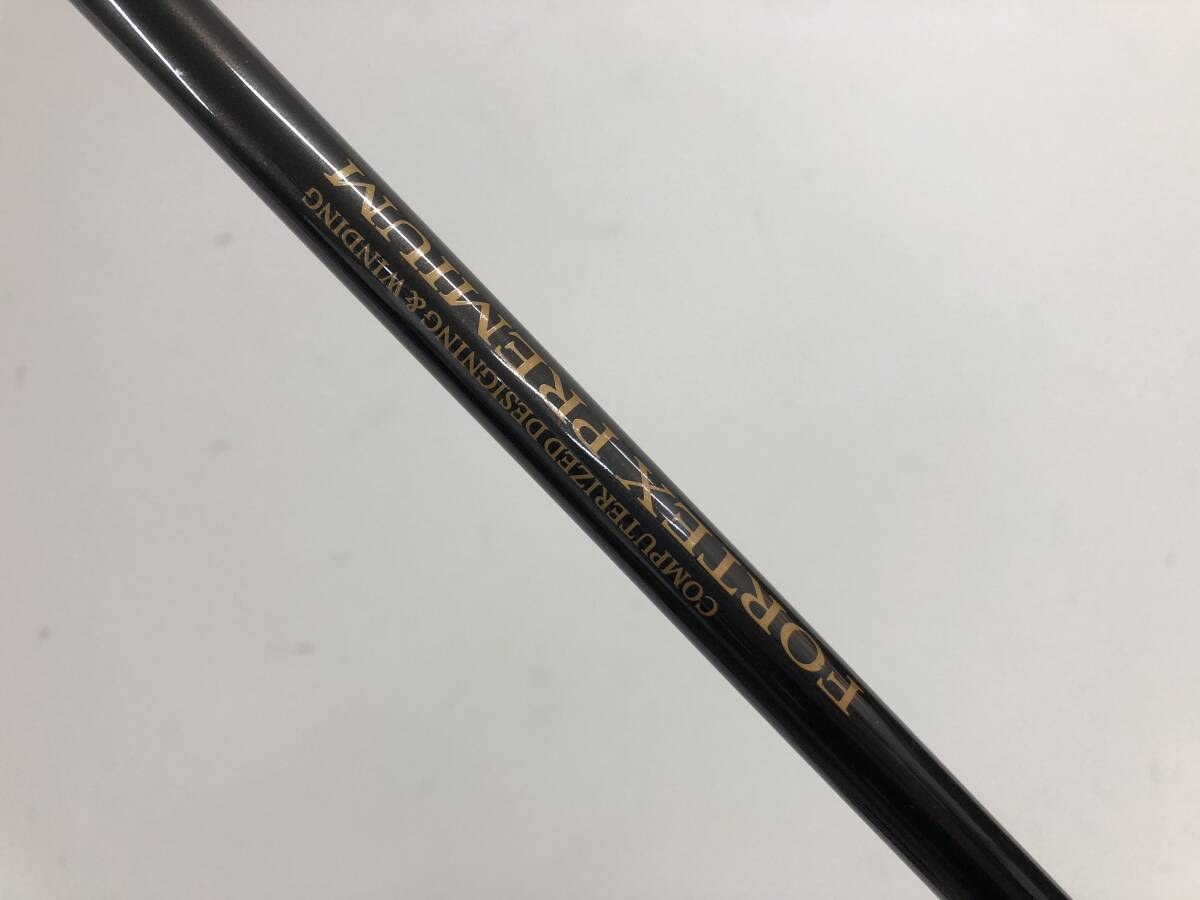 FORTEX PREMIUM
COMPUTERIZED DESIGNING & WINDING